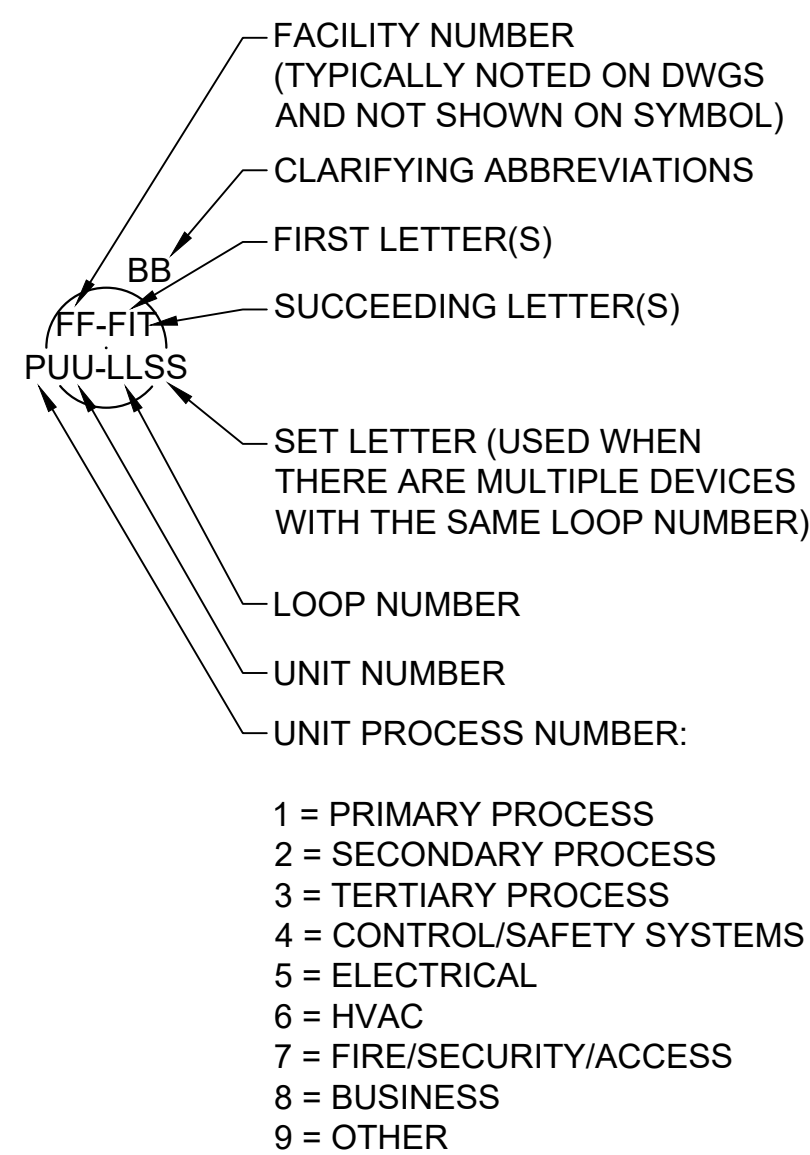 FACILITY NUMBER
(TYPICALLY NOTED ON DWGS
AND NOT SHOWN ON SYMBOL)
CLARIFYING ABBREVIATIONS
FIRST LETTER(S)
BB
SUCCEEDING LETTER(S)
FF-FIT
PUU-LLSS
SET LETTER (USED WHEN
THERE ARE MULTIPLE DEVICES
WITH THE SAME LOOP NUMBER)
LOOP NUMBER
UNIT NUMBER
UNIT PROCESS NUMBER:
1 = PRIMARY PROCESS
2 = SECONDARY PROCESS
3 = TERTIARY PROCESS
4 = CONTROL/SAFETY SYSTEMS
5 = ELECTRICAL
6 = HVAC
7 = FIRE/SECURITY/ACCESS
8 = BUSINESS
9 = OTHER